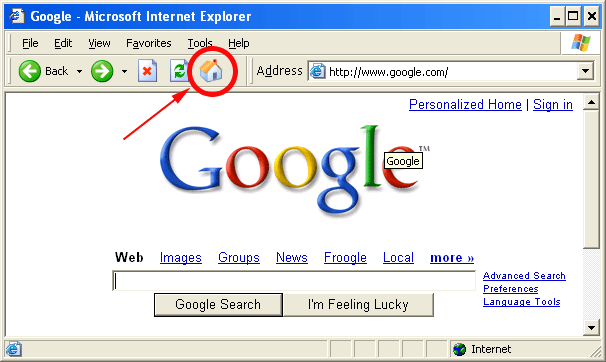 Google - Microsoft Internet Explorer
File Edit View Favorites Tools Help
Back Address http://www.google.com/
Personalized Home | Sign in
Google™
Google
Web Images Groups News Froogle Local more »
Advanced Search
Preferences
Language Tools
Google Search I'm Feeling Lucky
Internet